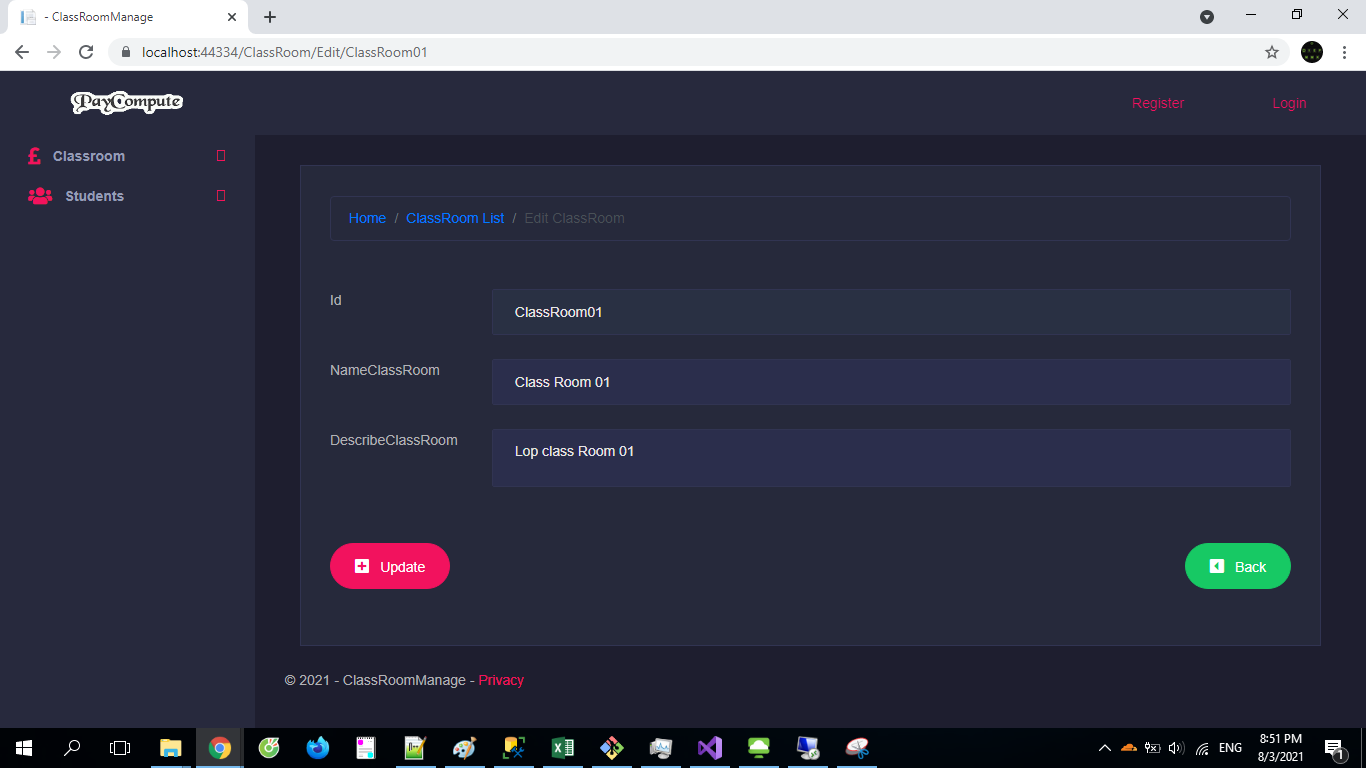 - ClassRoomManage
localhost:44334/ClassRoom/Edit/ClassRoom01
PayCompute
Register
Login
Classroom
Students
Home / ClassRoom List / Edit ClassRoom
Id
ClassRoom01
NameClassRoom
Class Room 01
DescribeClassRoom
Lop class Room 01
Update
Back
© 2021 - ClassRoomManage - Privacy
ENG
8:51 PM
8/3/2021
1